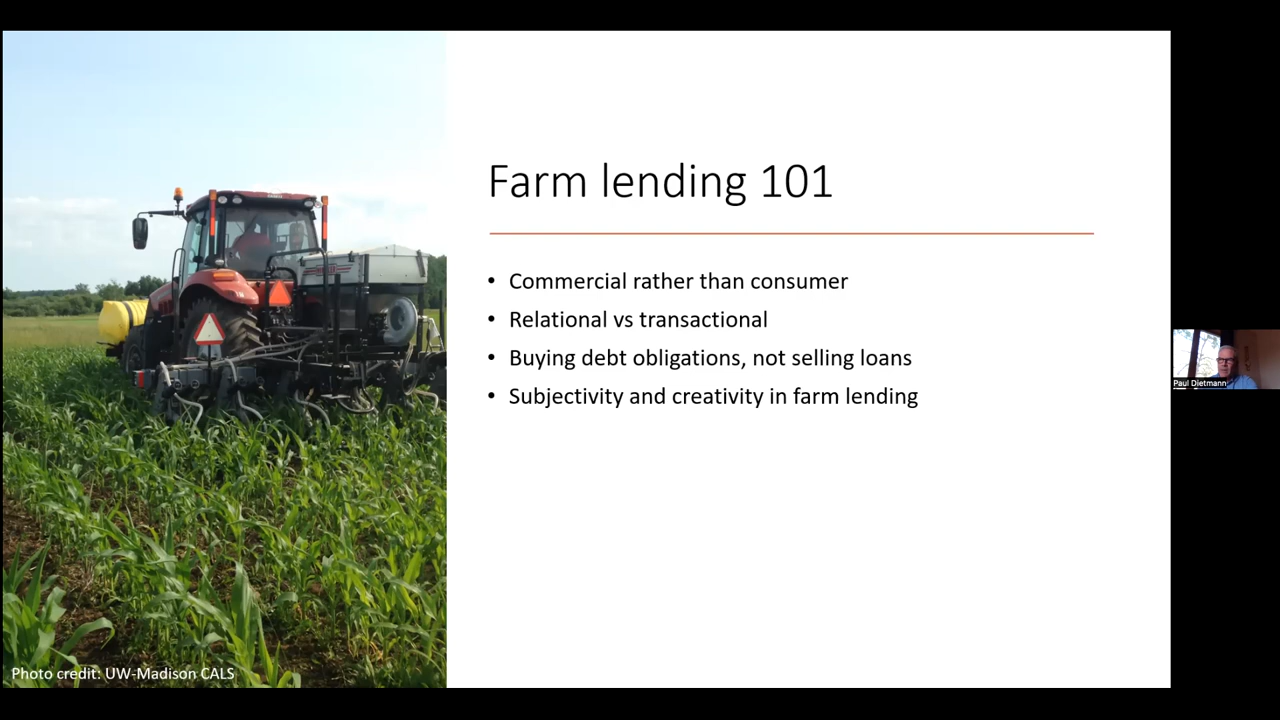 Farm lending 101
• Commercial rather than consumer
• Relational vs transactional
• Buying debt obligations, not selling loans
• Subjectivity and creativity in farm lending
Photo credit: UW-Madison CALS
Paul Dietmann